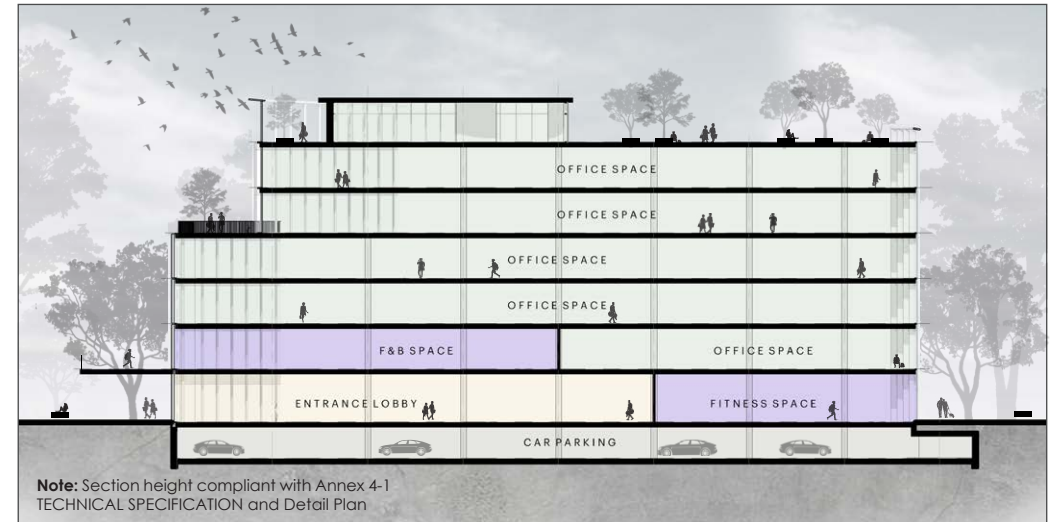 OFFICE SPACE
OFFICE SPACE
OFFICE SPACE
OFFICE SPACE
F&B SPACE
OFFICE SPACE
ENTRANCE LOBBY
FITNESS SPACE
CAR PARKING
Note: Section height compliant with Annex 4-1
TECHNICAL SPECIFICATION and Detail Plan